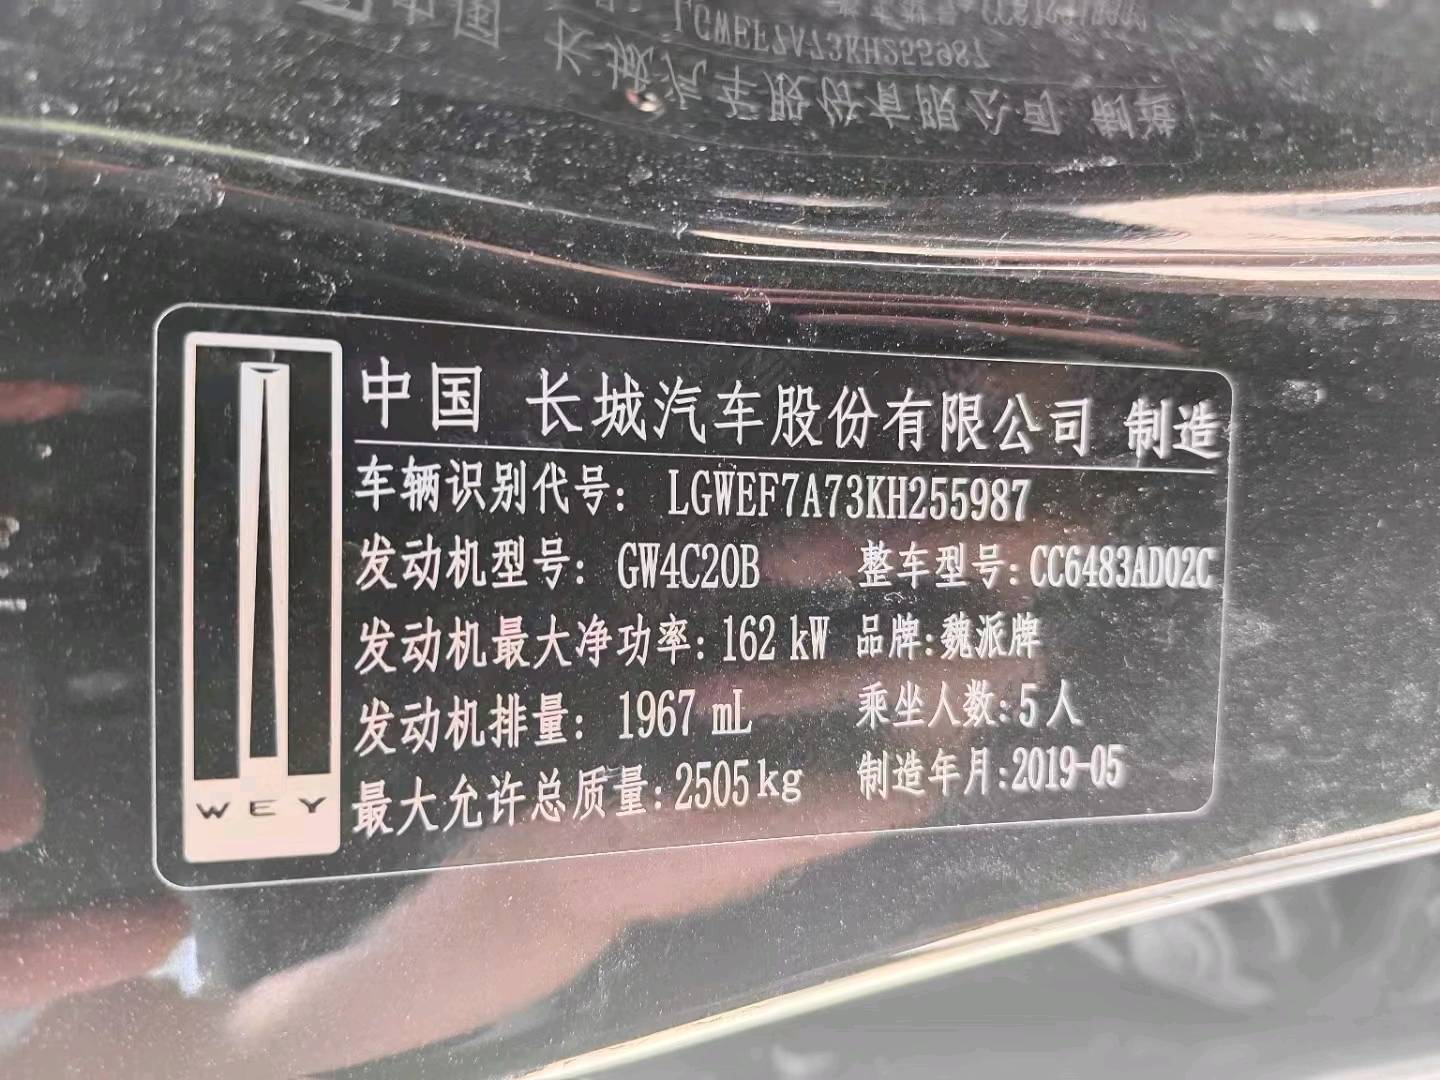 中国 长城汽车股份有限公司 制造
车辆识别代号: LGWEF7A73KH255987
发动机型号: GW4C20B 整车型号:CC6483AD02C
发动机最大净功率:162 kW 品牌:魏派牌
发动机排量: 1967 mL 乘坐人数:5人
最大允许总质量:2505kg 制造年月:2019-05
WEY